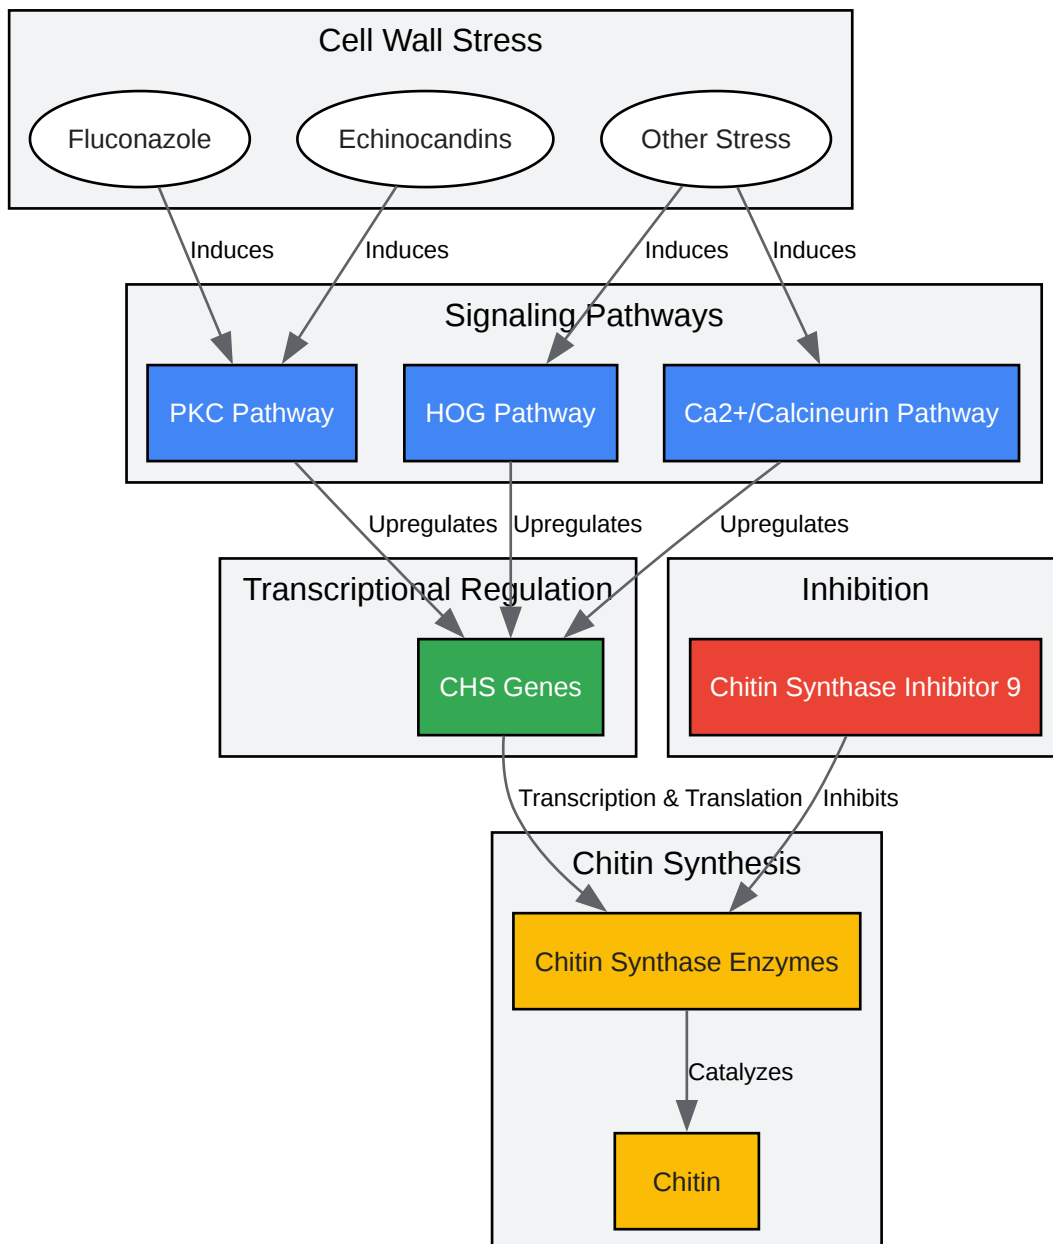 Cell Wall Stress
Fluconazole
Echinocandins
Other Stress
Induces
Induces
Induces
Induces
Signaling Pathways
PKC Pathway
HOG Pathway
Ca2+/Calcineurin Pathway
Upregulates
Upregulates
Upregulates
Transcriptional Regulation
Inhibition
CHS Genes
Chitin Synthase Inhibitor 9
Transcription & Translation
Inhibits
Chitin Synthesis
Chitin Synthase Enzymes
Catalyzes
Chitin